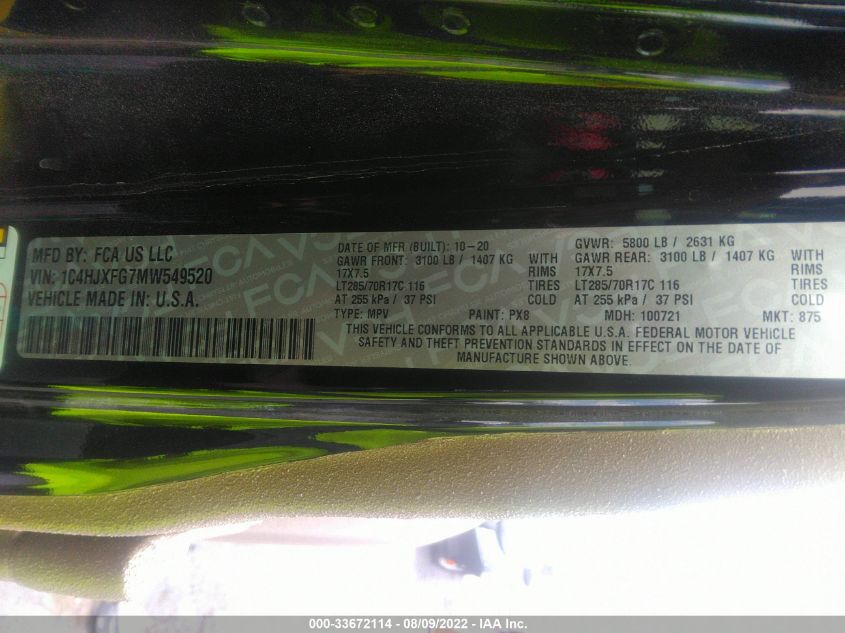 MFD BY: FCA US LLC
VIN: 1C4HJXFG7MW549520
VEHICLE MADE IN: U.S.A.
DATE OF MFR (BUILT): 10-20
GAWR FRONT: 3100 LB / 1407 KG WITH
17X7.5 RIMS
LT285/70R17C 116 TIRES
AT 255 kPa / 37 PSI COLD
GVWR: 5800 LB / 2631 KG
GAWR REAR: 3100 LB / 1407 KG WITH
17X7.5 RIMS
LT285/70R17C 116 TIRES
AT 255 kPa / 37 PSI COLD
TYPE: MPV PAINT: PX8 MDH: 100721 MKT: 875
THIS VEHICLE CONFORMS TO ALL APPLICABLE U.S.A. FEDERAL MOTOR VEHICLE
SAFETY AND THEFT PREVENTION STANDARDS IN EFFECT ON THE DATE OF
MANUFACTURE SHOWN ABOVE.
000-33672114 - 08/09/2022 - IAA Inc.